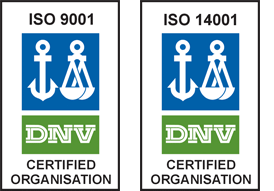 ISO 9001
DNV
CERTIFIED
ORGANISATION
ISO 14001
DNV
CERTIFIED
ORGANISATION